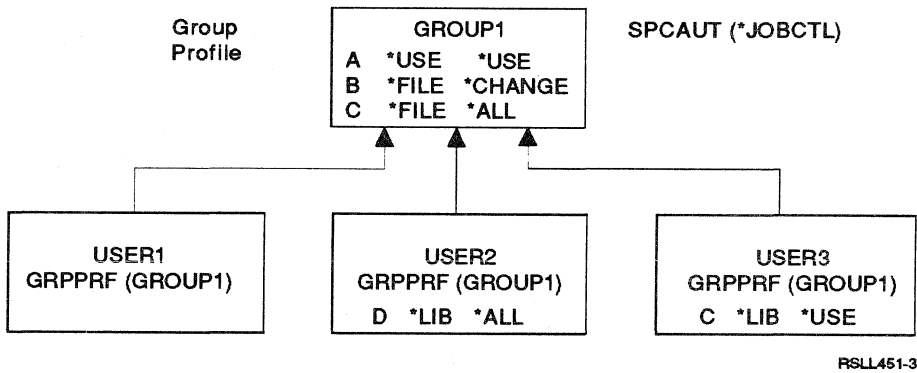 Group
Profile
GROUP1
A *USE *USE
B *FILE *CHANGE
C *FILE *ALL
SPCAUT (*JOBCTL)
USER1
GRPPRF (GROUP1)
USER2
GRPPRF (GROUP1)
D *LIB *ALL
USER3
GRPPRF (GROUP1)
C *LIB *USE
RSLL451-3